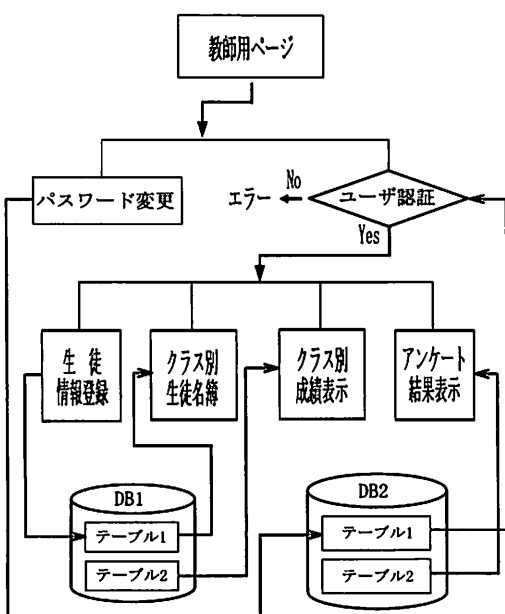 教師用ページ
パスワード変更
エラー
No
ユーザ認証
Yes
生徒
情報登録
クラス別
生徒名簿
クラス別
成績表示
アンケート
結果表示
DB1
テーブル1
テーブル2
DB2
テーブル1
テーブル2